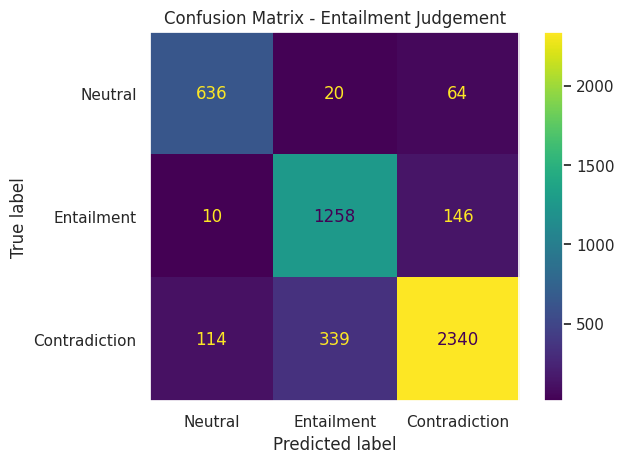 Confusion Matrix - Entailment Judgement
True label
Neutral
636
20
64
Entailment
10
1258
146
Contradiction
114
339
2340
Neutral
Entailment
Contradiction
Predicted label
2000
1500
1000
500